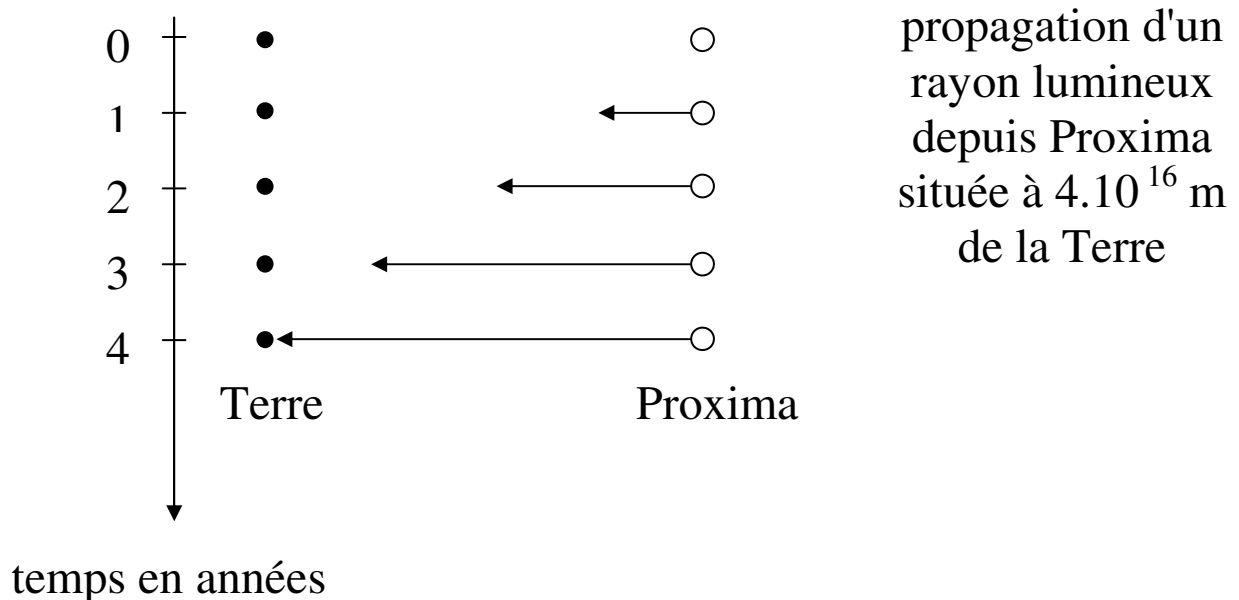 0
1
2
3
4
Terre Proxima
temps en années
propagation d'un
rayon lumineux
depuis Proxima
située à 4.10 16 m
de la Terre